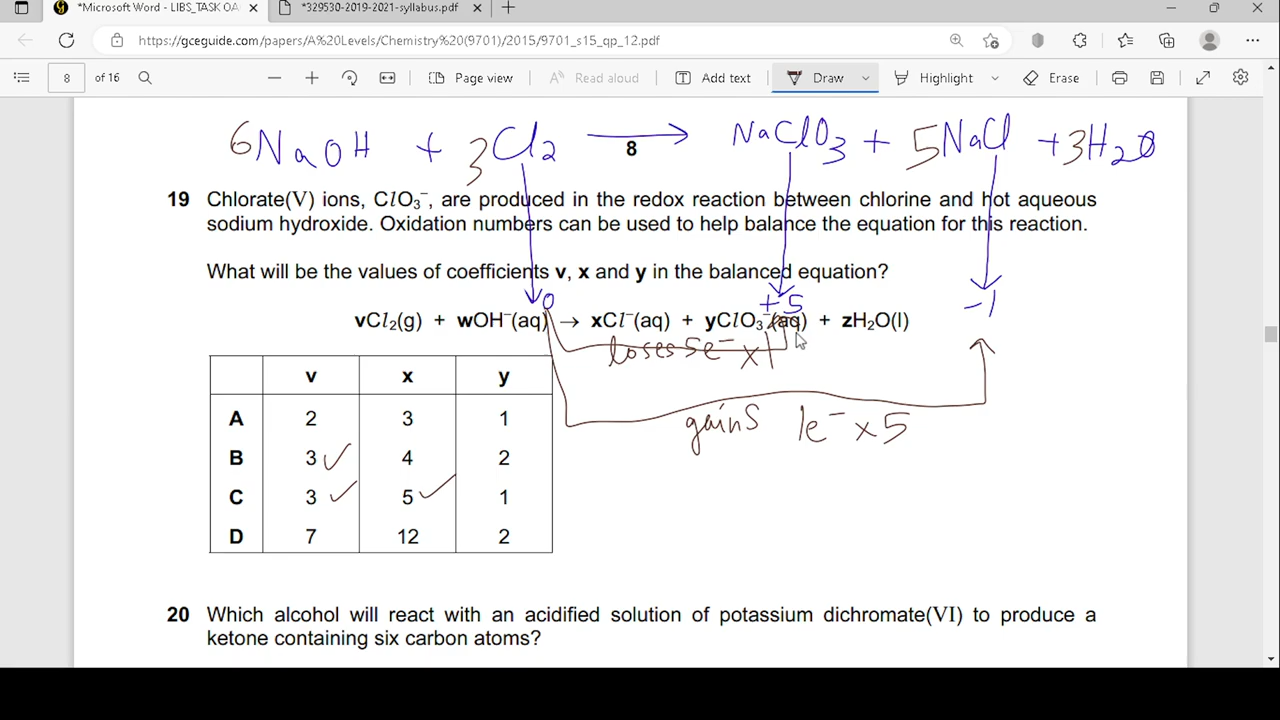 *Microsoft Word - LIBS_TASK OA
*329530-2019-2021-syllabus.pdf
https://gceguide.com/papers/A%20Levels/Chemistry%20(9701)/2015/9701_s15_qp_12.pdf
8 of 16
Page view
Read aloud
Add text
Draw
Highlight
Erase
6NaOH + 3Cl2 → NaClO3 + 5NaCl + 3H2O
8
19 Chlorate(V) ions, ClO3−, are produced in the redox reaction between chlorine and hot aqueous
sodium hydroxide. Oxidation numbers can be used to help balance the equation for this reaction.
What will be the values of coefficients v, x and y in the balanced equation?
0 +5 −1
vCl2(g) + wOH−(aq) → xCl−(aq) + yClO3−(aq) + zH2O(l)
loses 5e− x1
gains 1e− x5
v x y
A 2 3 1
B 3 ✓ 4 2
C 3 ✓ 5 ✓ 1
D 7 12 2
20 Which alcohol will react with an acidified solution of potassium dichromate(VI) to produce a
ketone containing six carbon atoms?